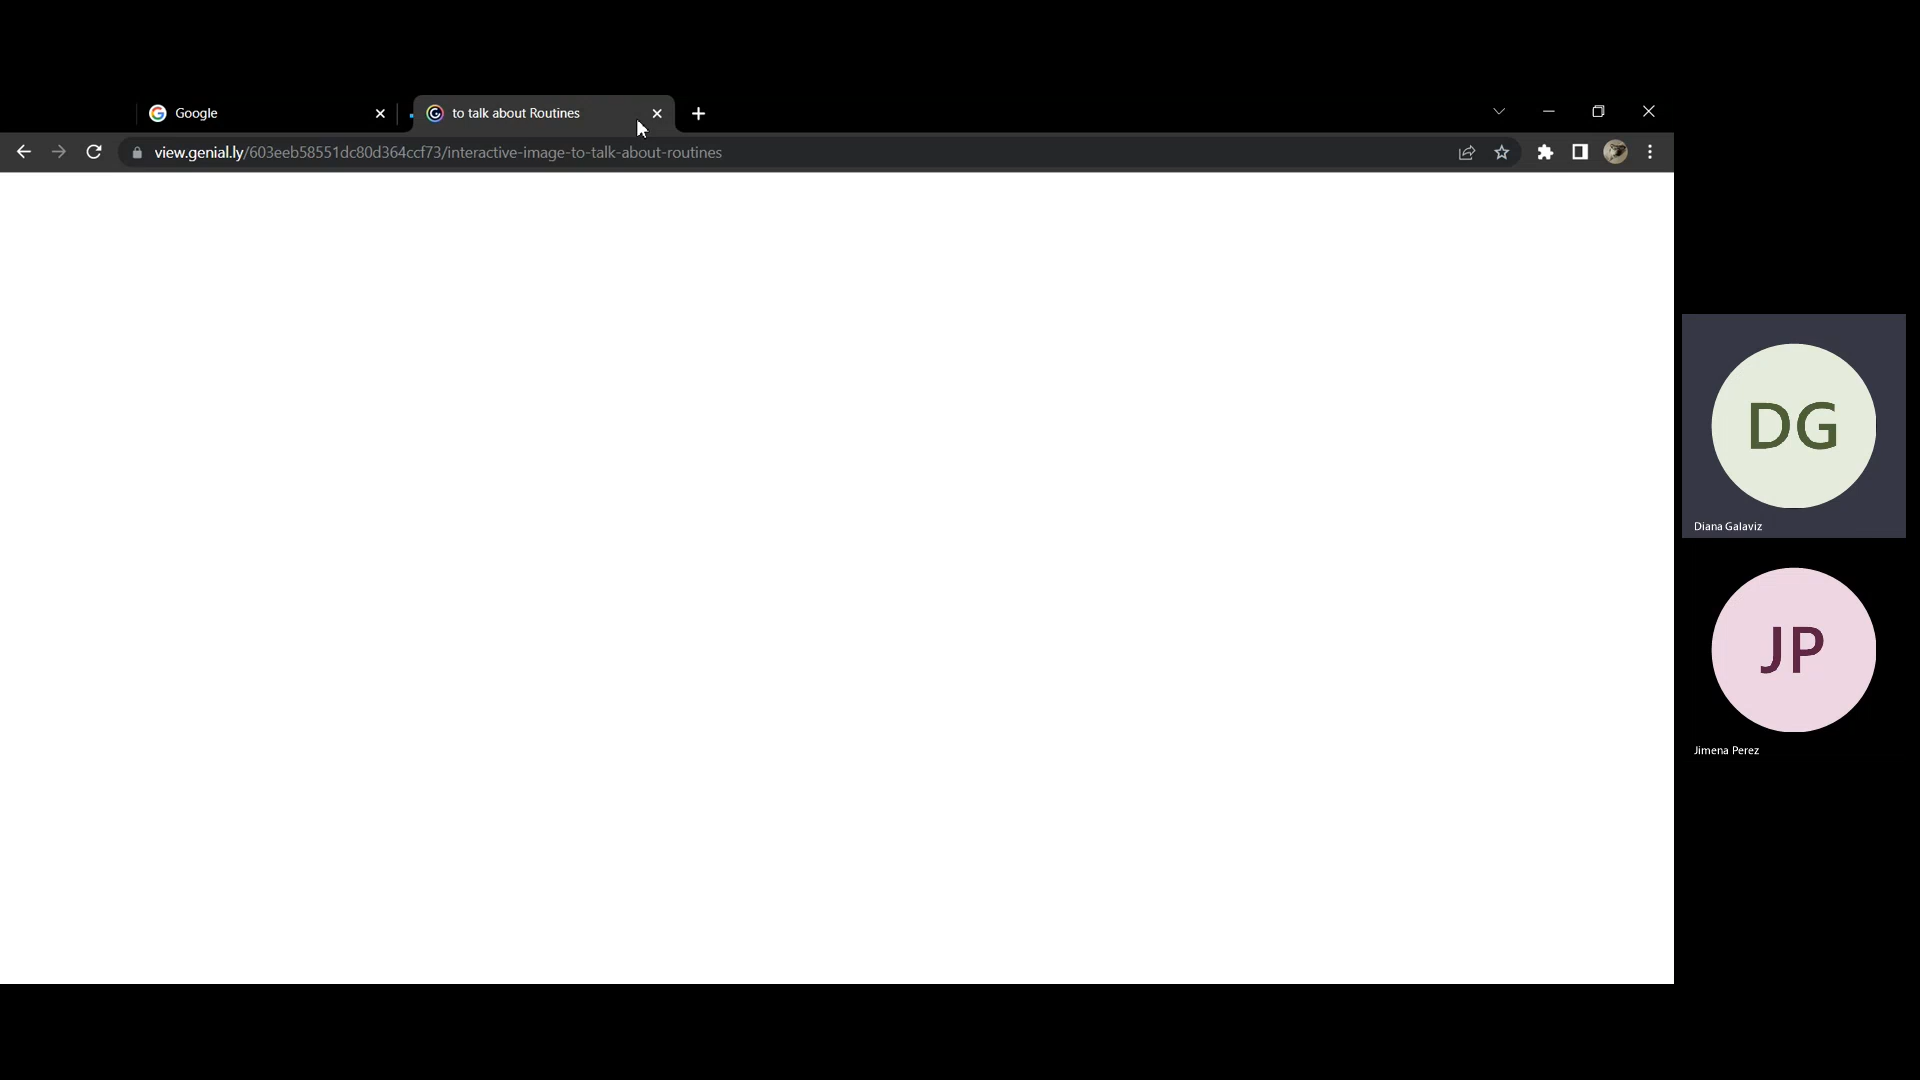 Google
to talk about Routines
view.genial.ly/603eeb58551dc80d364ccf73/interactive-image-to-talk-about-routines
DG
Diana Galaviz
JP
Jimena Perez